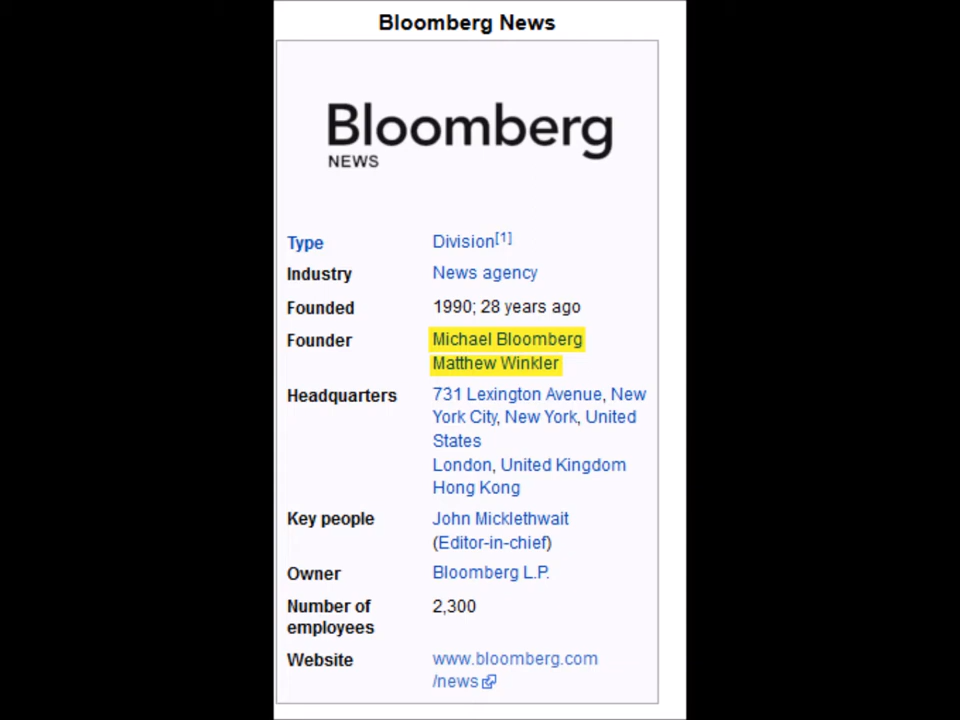 Bloomberg News
Bloomberg
NEWS
Type Division[1]
Industry News agency
Founded 1990; 28 years ago
Founder Michael Bloomberg
Matthew Winkler
Headquarters 731 Lexington Avenue, New
York City, New York, United
States
London, United Kingdom
Hong Kong
Key people John Micklethwait
(Editor-in-chief)
Owner Bloomberg L.P.
Number of 2,300
employees
Website www.bloomberg.com
/news